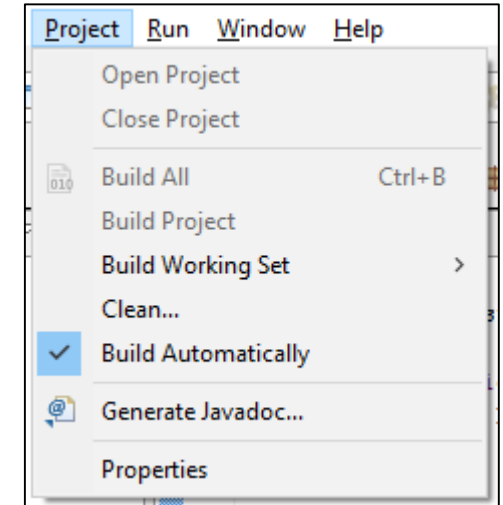 Project Run Window Help
Open Project
Close Project
Build All Ctrl+B
Build Project
Build Working Set
Clean...
Build Automatically
Generate Javadoc...
Properties